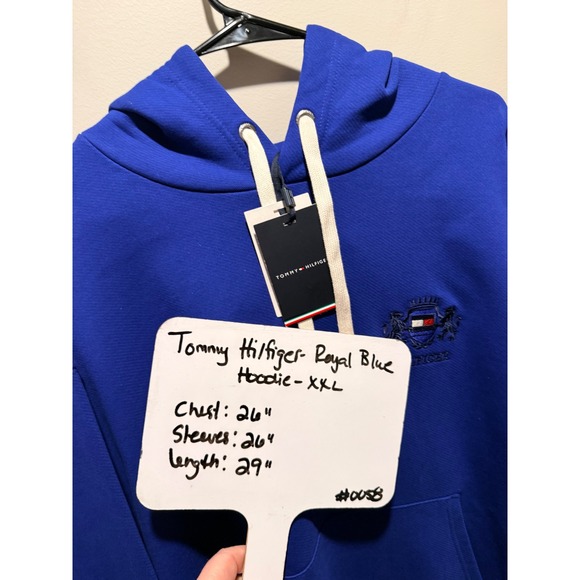 TOMMY HILFIGER
Tommy Hilfiger- Royal Blue
Hoodie - XXL
Chest: 26"
Sleeves: 26"
Length: 29"
#0058